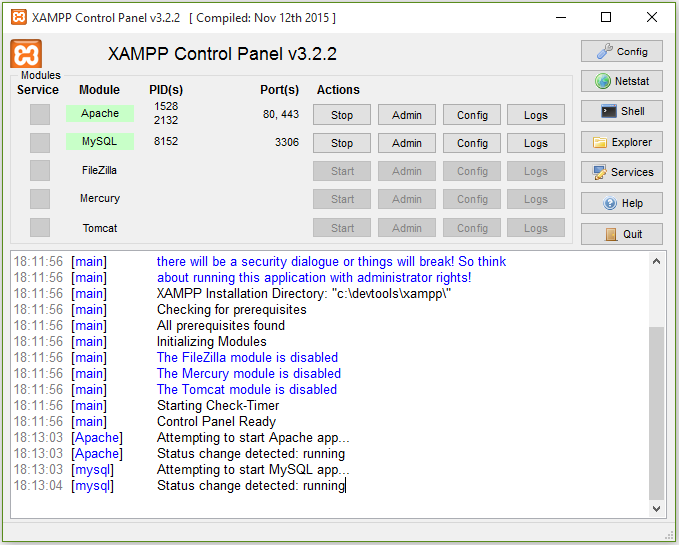 XAMPP Control Panel v3.2.2 [ Compiled: Nov 12th 2015 ]
XAMPP Control Panel v3.2.2
Config
Modules
Service Module PID(s) Port(s) Actions
Netstat
Apache 1528 2132 80, 443 Stop Admin Config Logs
Shell
MySQL 8152 3306 Stop Admin Config Logs
Explorer
FileZilla Start Admin Config Logs
Services
Mercury Start Admin Config Logs
Help
Tomcat Start Admin Config Logs
Quit
18:11:56 [main] there will be a security dialogue or things will break! So think
18:11:56 [main] about running this application with administrator rights!
18:11:56 [main] XAMPP Installation Directory: "c:\devtools\xampp\"
18:11:56 [main] Checking for prerequisites
18:11:56 [main] All prerequisites found
18:11:56 [main] Initializing Modules
18:11:56 [main] The FileZilla module is disabled
18:11:56 [main] The Mercury module is disabled
18:11:56 [main] The Tomcat module is disabled
18:11:56 [main] Starting Check-Timer
18:11:56 [main] Control Panel Ready
18:13:03 [Apache] Attempting to start Apache app...
18:13:03 [Apache] Status change detected: running
18:13:03 [mysql] Attempting to start MySQL app...
18:13:04 [mysql] Status change detected: running